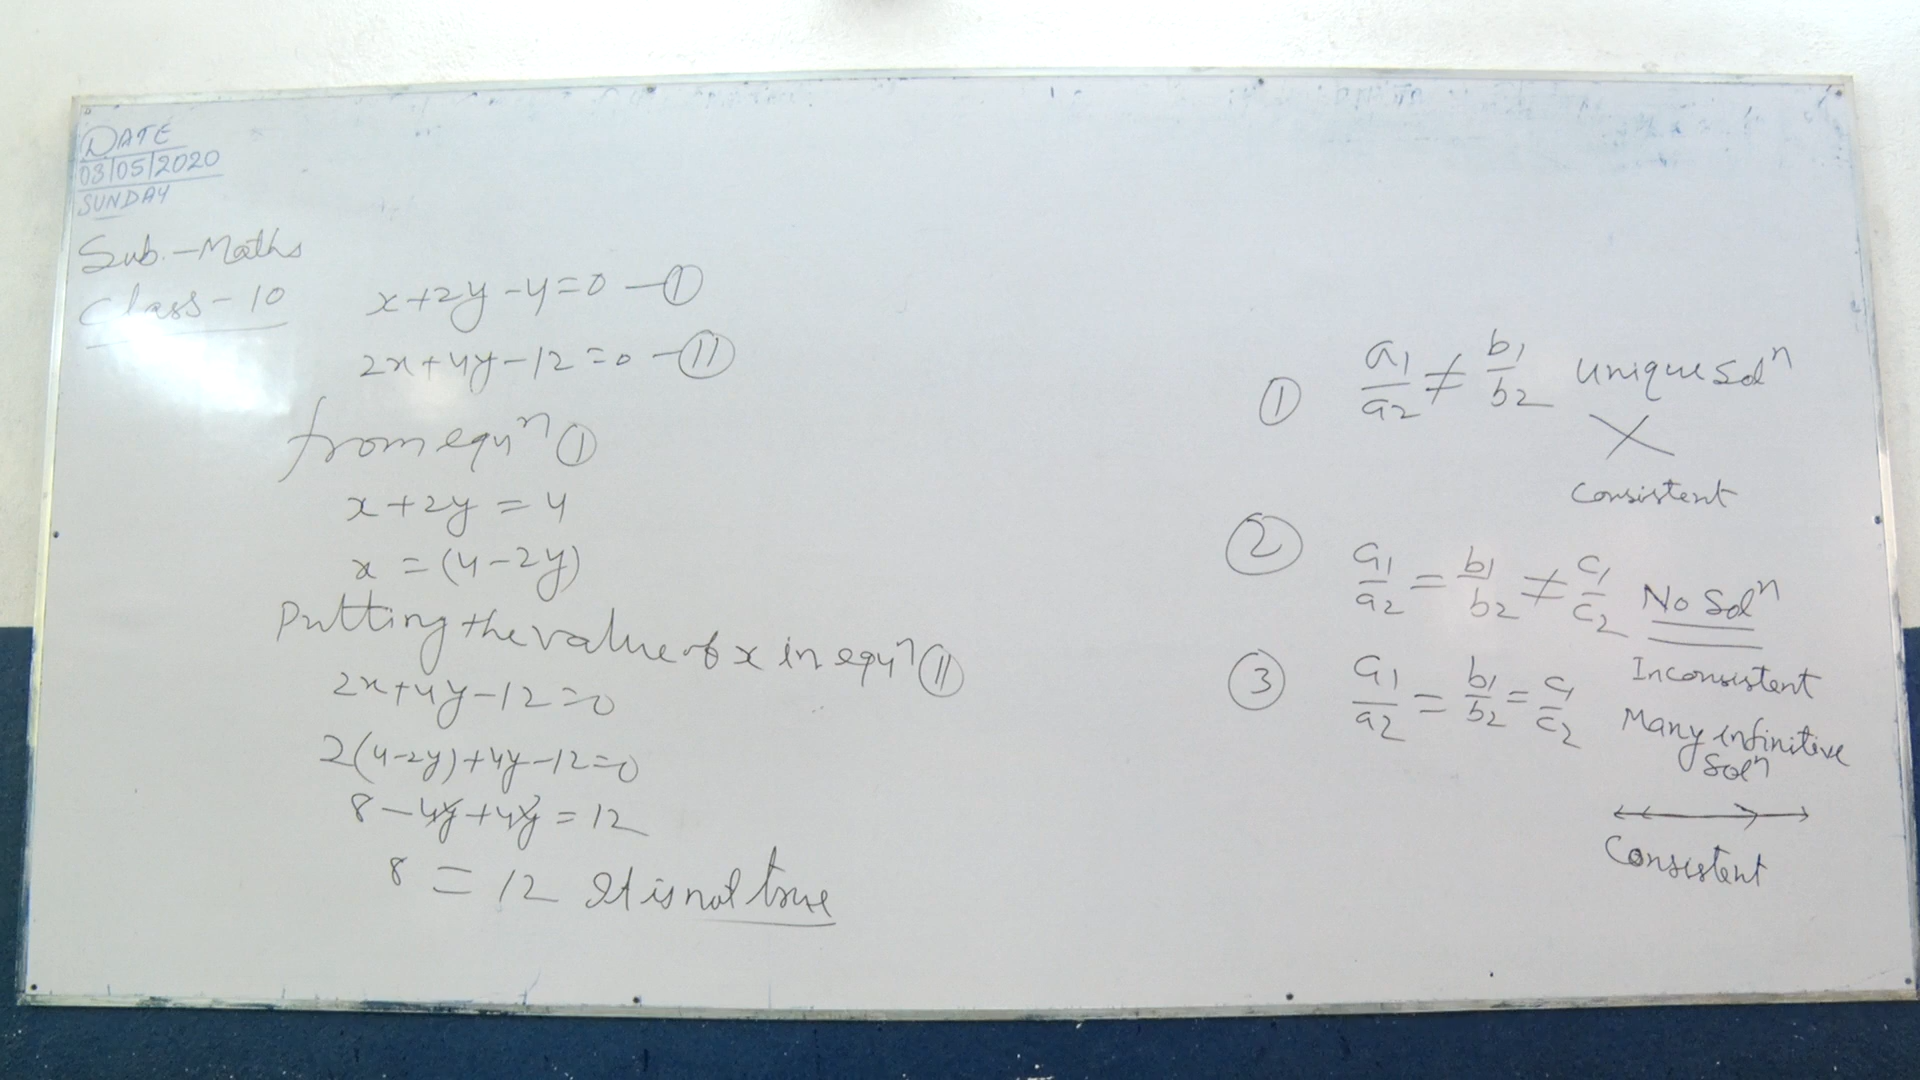 DATE
03/05/2020
SUNDAY
Sub.-Maths
Class-10
x+2y-4=0 -①
2x+4y-12=0 -⑪
from equⁿ ①
x+2y=4
x=(4-2y)
Putting the value of x in equⁿ ⑪
2x+4y-12=0
2(4-2y)+4y-12=0
8-4y+4y=12
8=12 It is not true
① a1/a2 ≠ b1/b2 unique Solⁿ
Consistent
② a1/a2 = b1/b2 ≠ c1/c2 No Solⁿ
Inconsistent
③ a1/a2 = b1/b2 = c1/c2 Many infinitive
Solⁿ
Consistent